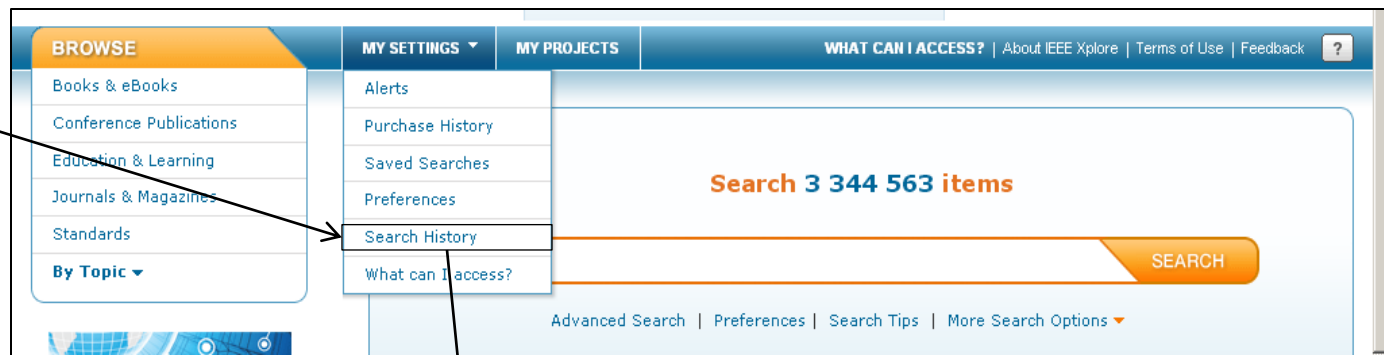 BROWSE
MY SETTINGS
MY PROJECTS
WHAT CAN I ACCESS? | About IEEE Xplore | Terms of Use | Feedback ?
Books & eBooks
Conference Publications
Education & Learning
Journals & Magazines
Standards
By Topic
Alerts
Purchase History
Saved Searches
Preferences
Search History
What can I access?
Search 3 344 563 items
SEARCH
Advanced Search | Preferences | Search Tips | More Search Options